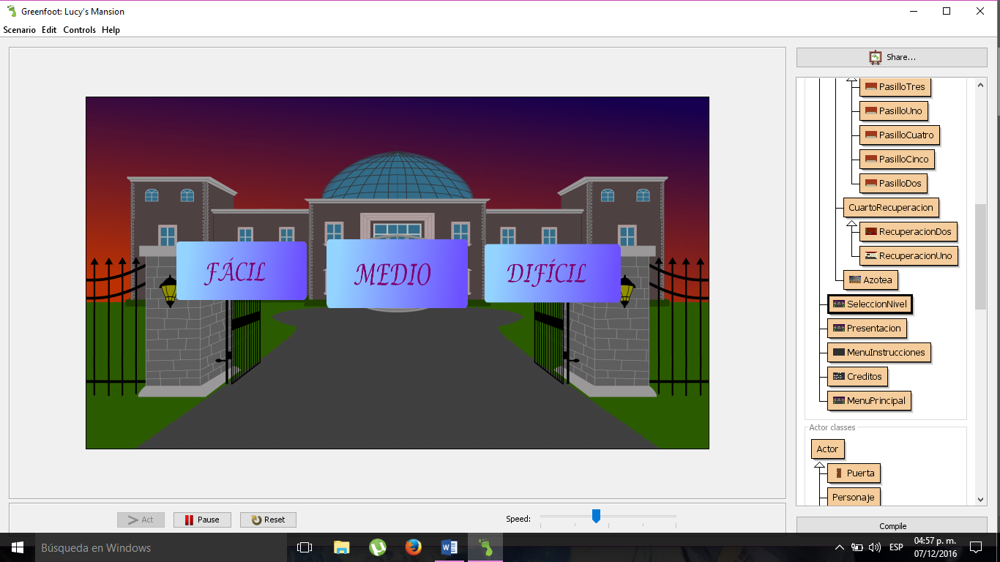 Greenfoot: Lucy's Mansion
Scenario Edit Controls Help
Share...
PasilloTres
PasilloUno
PasilloCuatro
PasilloCinco
PasilloDos
CuartoRecuperacion
RecuperacionDos
RecuperacionUno
Azotea
SeleccionNivel
Presentacion
MenuInstrucciones
Creditos
MenuPrincipal
Actor classes
Actor
Puerta
Personaje
FÁCIL
MEDIO
DIFÍCIL
Act
Pause
Reset
Speed:
Compile
Búsqueda en Windows
ESP
04:57 p. m.
07/12/2016